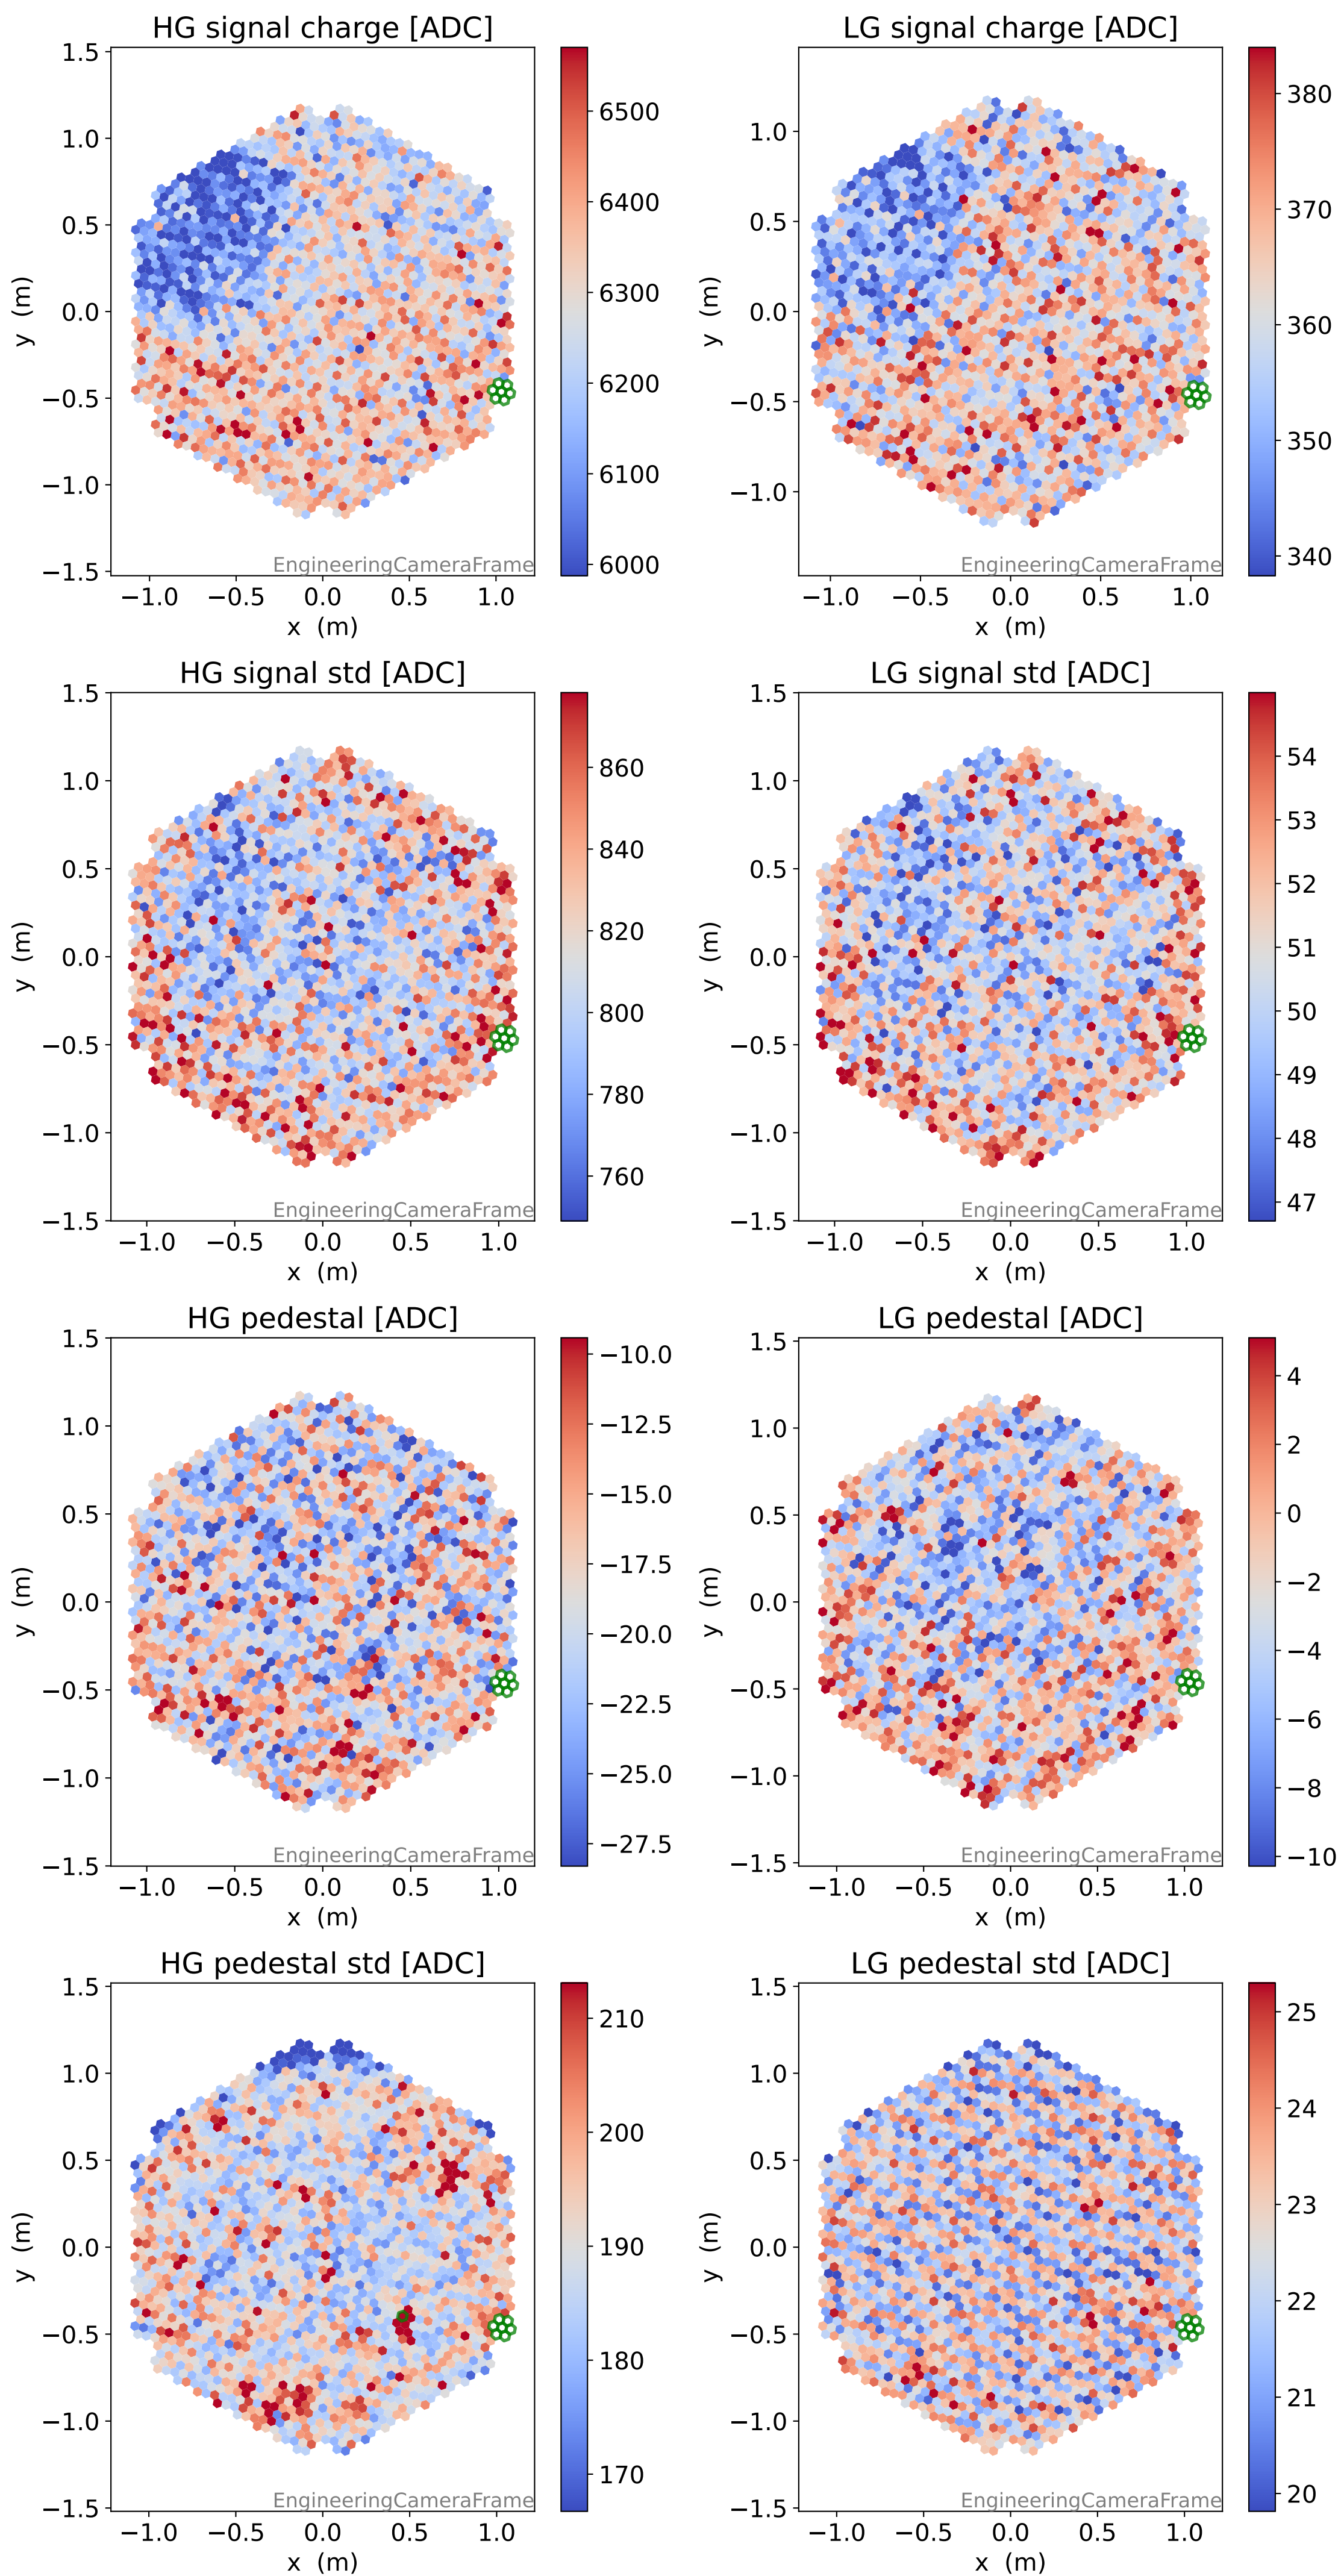 HG signal charge [ADC]
LG signal charge [ADC]
1.5
1.0
0.5
0.0
−0.5
−1.0
−1.5
y (m)
−1.0 −0.5 0.0 0.5 1.0
x (m)
EngineeringCameraFrame
6500
6400
6300
6200
6100
6000
1.0
0.5
0.0
−0.5
−1.0
y (m)
−1.0 −0.5 0.0 0.5 1.0
x (m)
EngineeringCameraFrame
380
370
360
350
340
HG signal std [ADC]
LG signal std [ADC]
1.5
1.0
0.5
0.0
−0.5
−1.0
−1.5
y (m)
−1.0 −0.5 0.0 0.5 1.0
x (m)
EngineeringCameraFrame
860
840
820
800
780
760
1.5
1.0
0.5
0.0
−0.5
−1.0
−1.5
y (m)
−1.0 −0.5 0.0 0.5 1.0
x (m)
EngineeringCameraFrame
54
53
52
51
50
49
48
47
HG pedestal [ADC]
LG pedestal [ADC]
1.5
1.0
0.5
0.0
−0.5
−1.0
−1.5
y (m)
−1.0 −0.5 0.0 0.5 1.0
x (m)
EngineeringCameraFrame
−10.0
−12.5
−15.0
−17.5
−20.0
−22.5
−25.0
−27.5
1.5
1.0
0.5
0.0
−0.5
−1.0
−1.5
y (m)
−1.0 −0.5 0.0 0.5 1.0
x (m)
EngineeringCameraFrame
4
2
0
−2
−4
−6
−8
−10
HG pedestal std [ADC]
LG pedestal std [ADC]
1.5
1.0
0.5
0.0
−0.5
−1.0
−1.5
y (m)
−1.0 −0.5 0.0 0.5 1.0
x (m)
EngineeringCameraFrame
210
200
190
180
170
1.5
1.0
0.5
0.0
−0.5
−1.0
−1.5
y (m)
−1.0 −0.5 0.0 0.5 1.0
x (m)
EngineeringCameraFrame
25
24
23
22
21
20